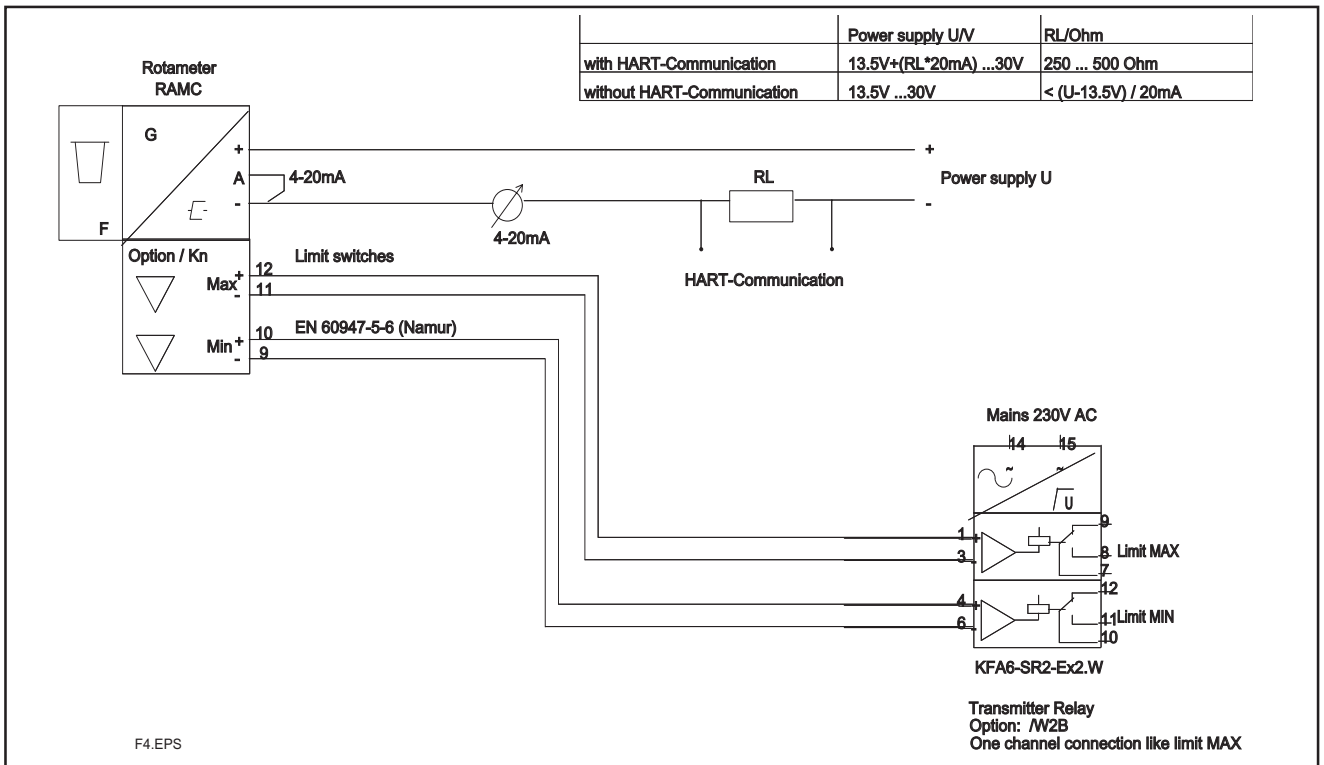 Power supply U/V RL/Ohm
with HART-Communication 13.5V+(RL*20mA) ...30V 250 ... 500 Ohm
without HART-Communication 13.5V ...30V < (U-13.5V) / 20mA
Rotameter
RAMC
G
+
A 4-20mA
-
F
4-20mA
RL
+
Power supply U
-
HART-Communication
Option / Kn
Limit switches
Max + 12
- 11
EN 60947-5-6 (Namur)
Min + 10
- 9
Mains 230V AC
14 15
~ ~
U
1 + 9
3 - 8 Limit MAX
7
4 + 12
6 - 11 Limit MIN
10
KFA6-SR2-Ex2.W
Transmitter Relay
Option: /W2B
One channel connection like limit MAX
F4.EPS